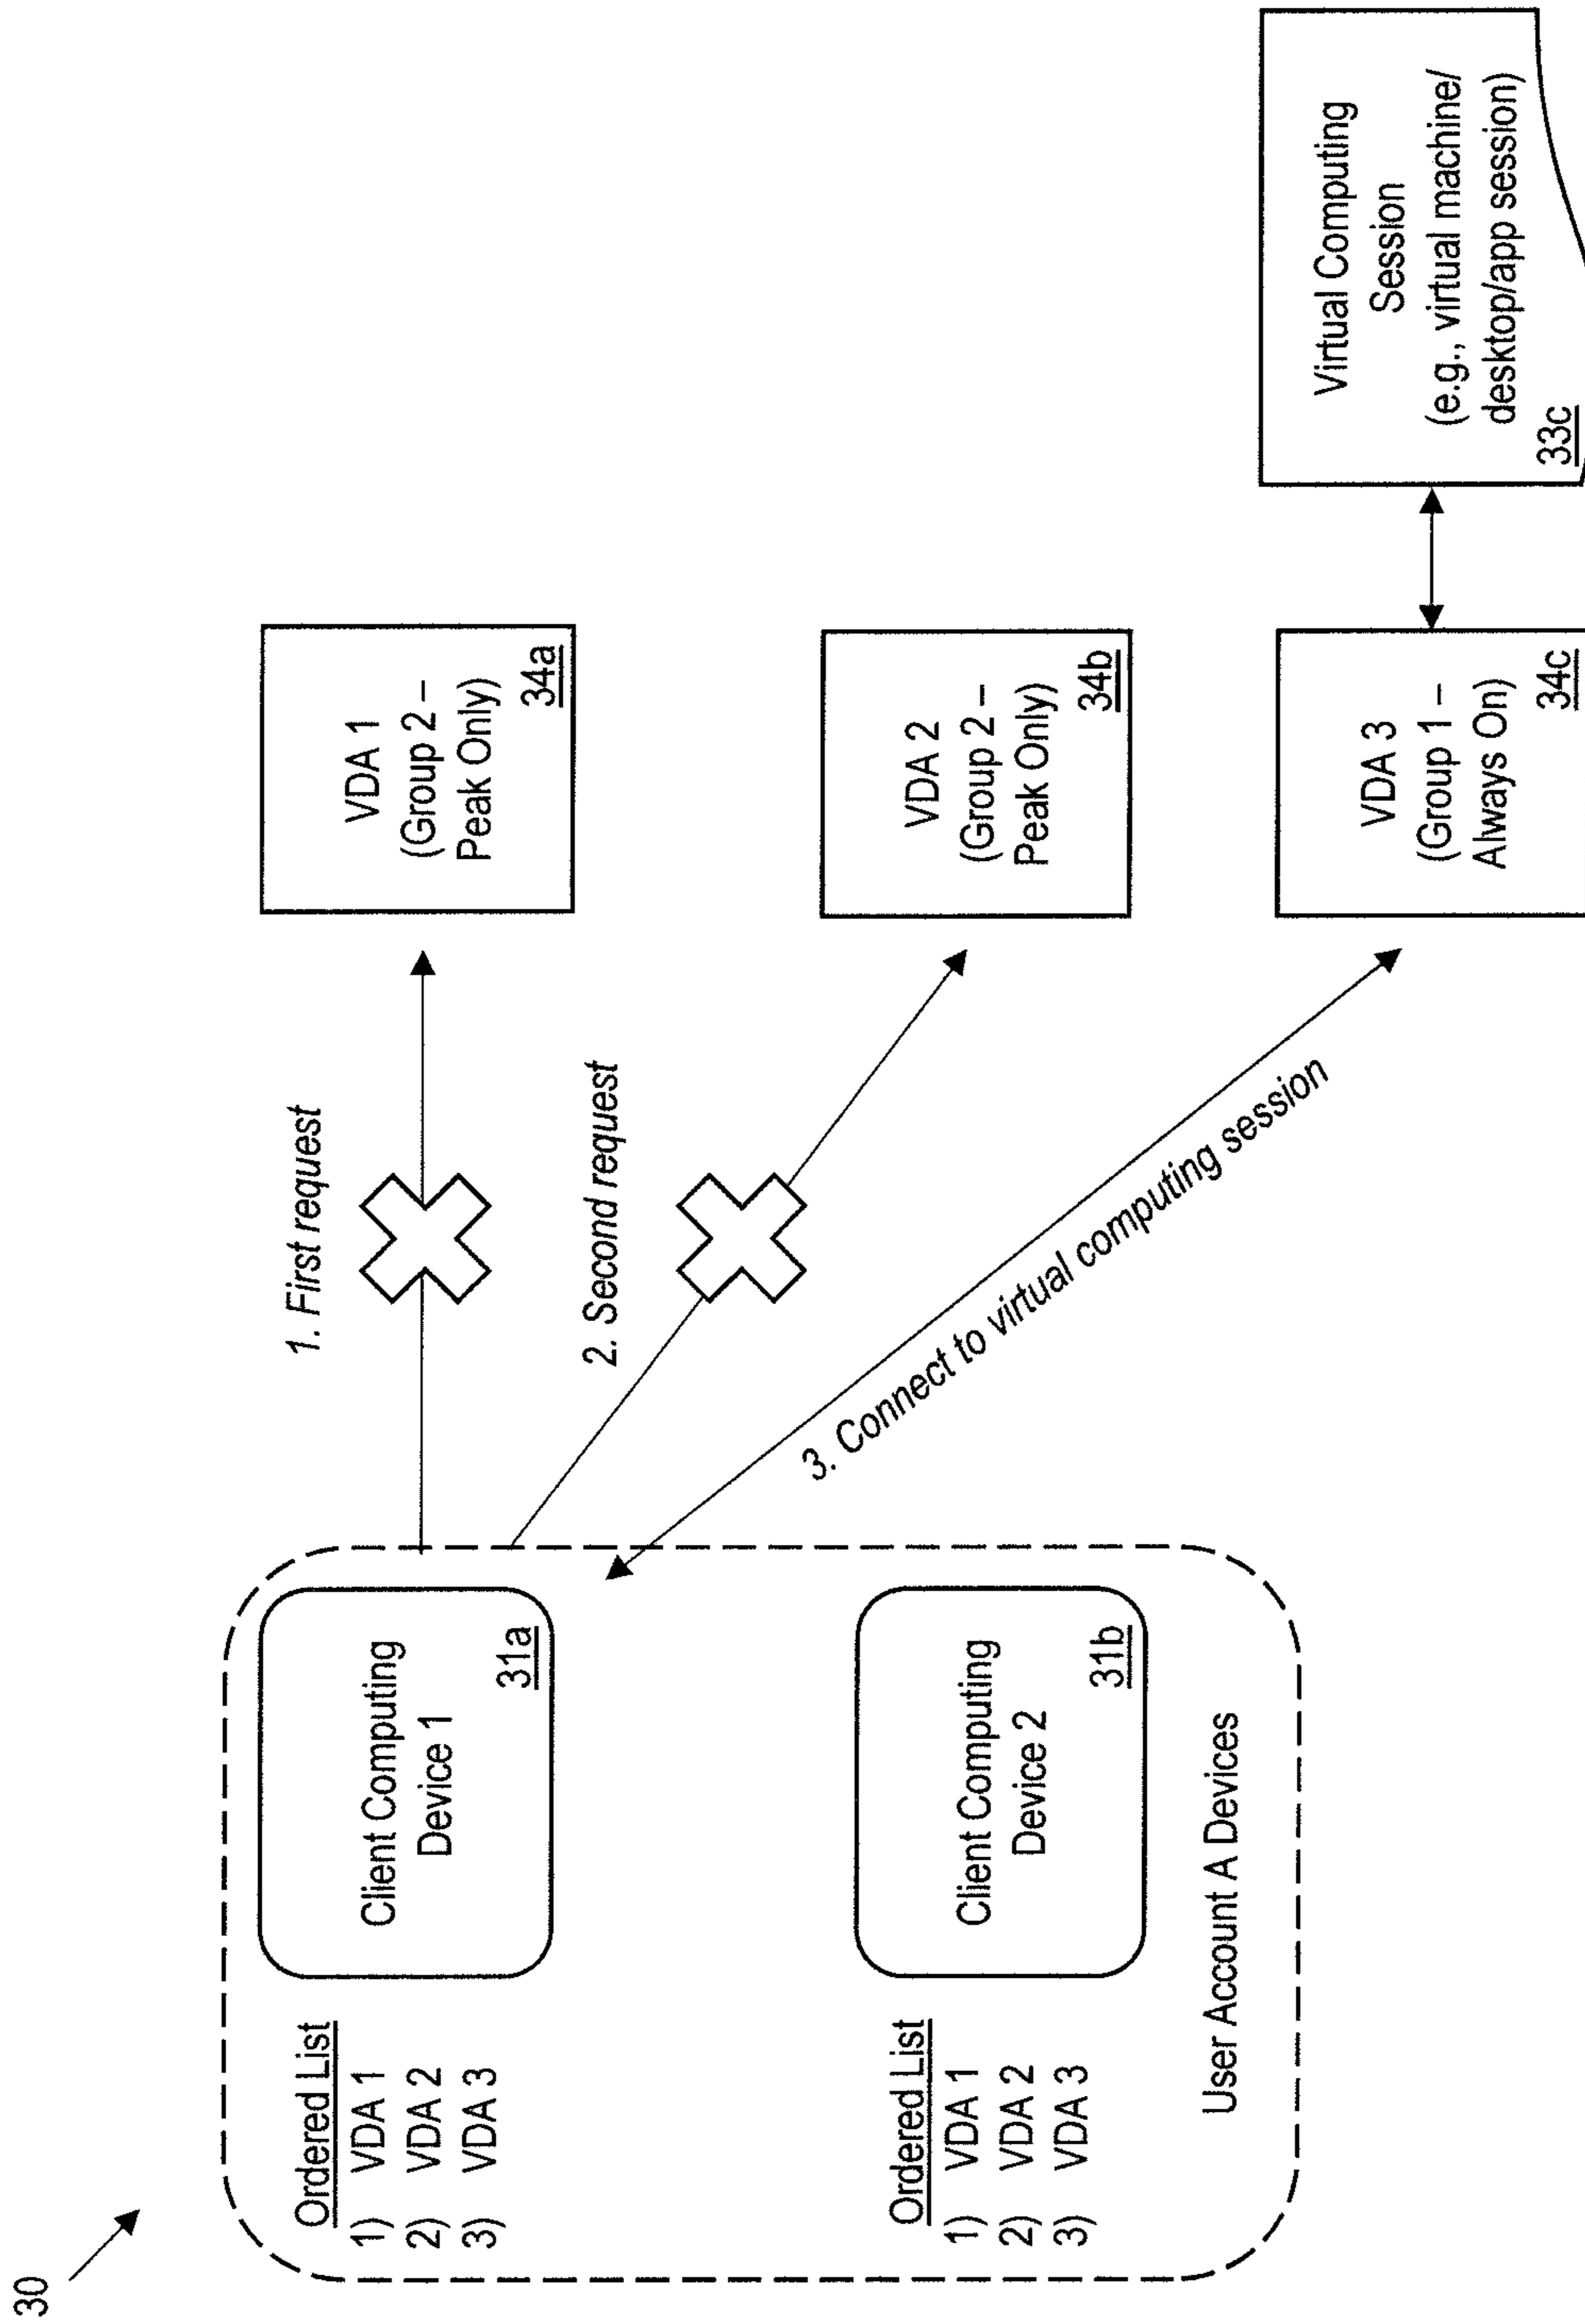 30
Ordered List
1) VDA 1
2) VDA 2
3) VDA 3
Client Computing
Device 1
31a
1. First request
VDA 1
(Group 2 –
Peak Only)
34a
2. Second request
VDA 2
(Group 2 –
Peak Only)
34b
Ordered List
1) VDA 1
2) VDA 2
3) VDA 3
Client Computing
Device 2
31b
User Account A Devices
3. Connect to virtual computing session
VDA 3
(Group 1 –
Always On)
34c
Virtual Computing
Session
(e.g., virtual machine/
desktop/app session)
33c